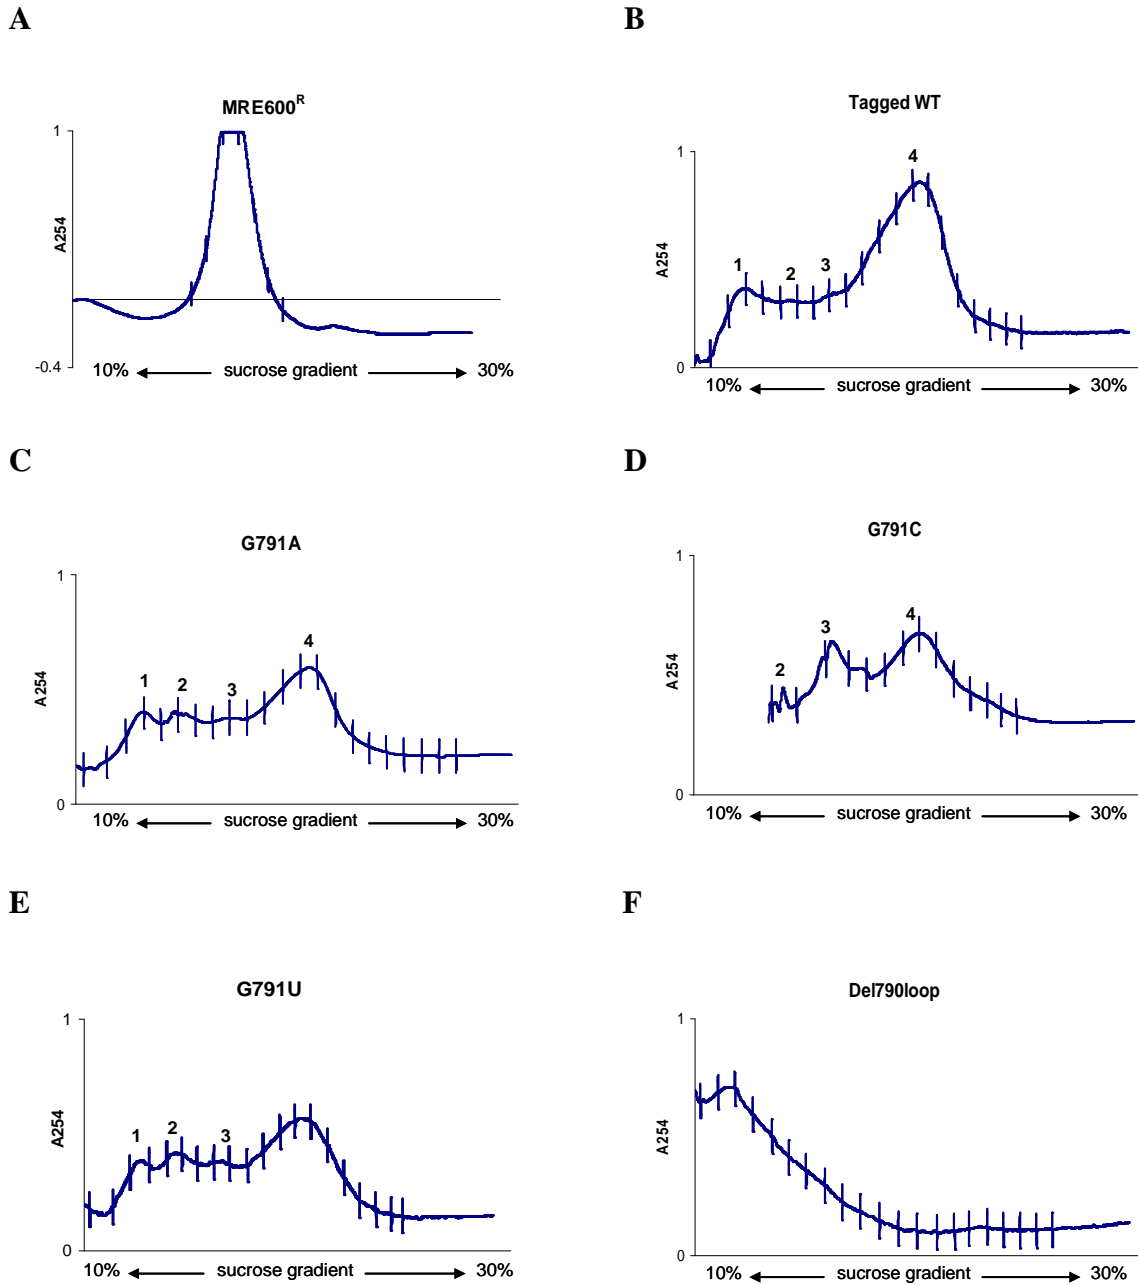 A
MRE600R
1
A254
-0.4
10% sucrose gradient 30%
B
Tagged WT
1
4
1
2
3
A254
0
10% sucrose gradient 30%
C
G791A
1
4
1
2
3
A254
0
10% sucrose gradient 30%
D
G791C
1
4
3
2
A254
0
10% sucrose gradient 30%
E
G791U
1
1
2
3
A254
0
10% sucrose gradient 30%
F
Del790loop
1
A254
0
10% sucrose gradient 30%